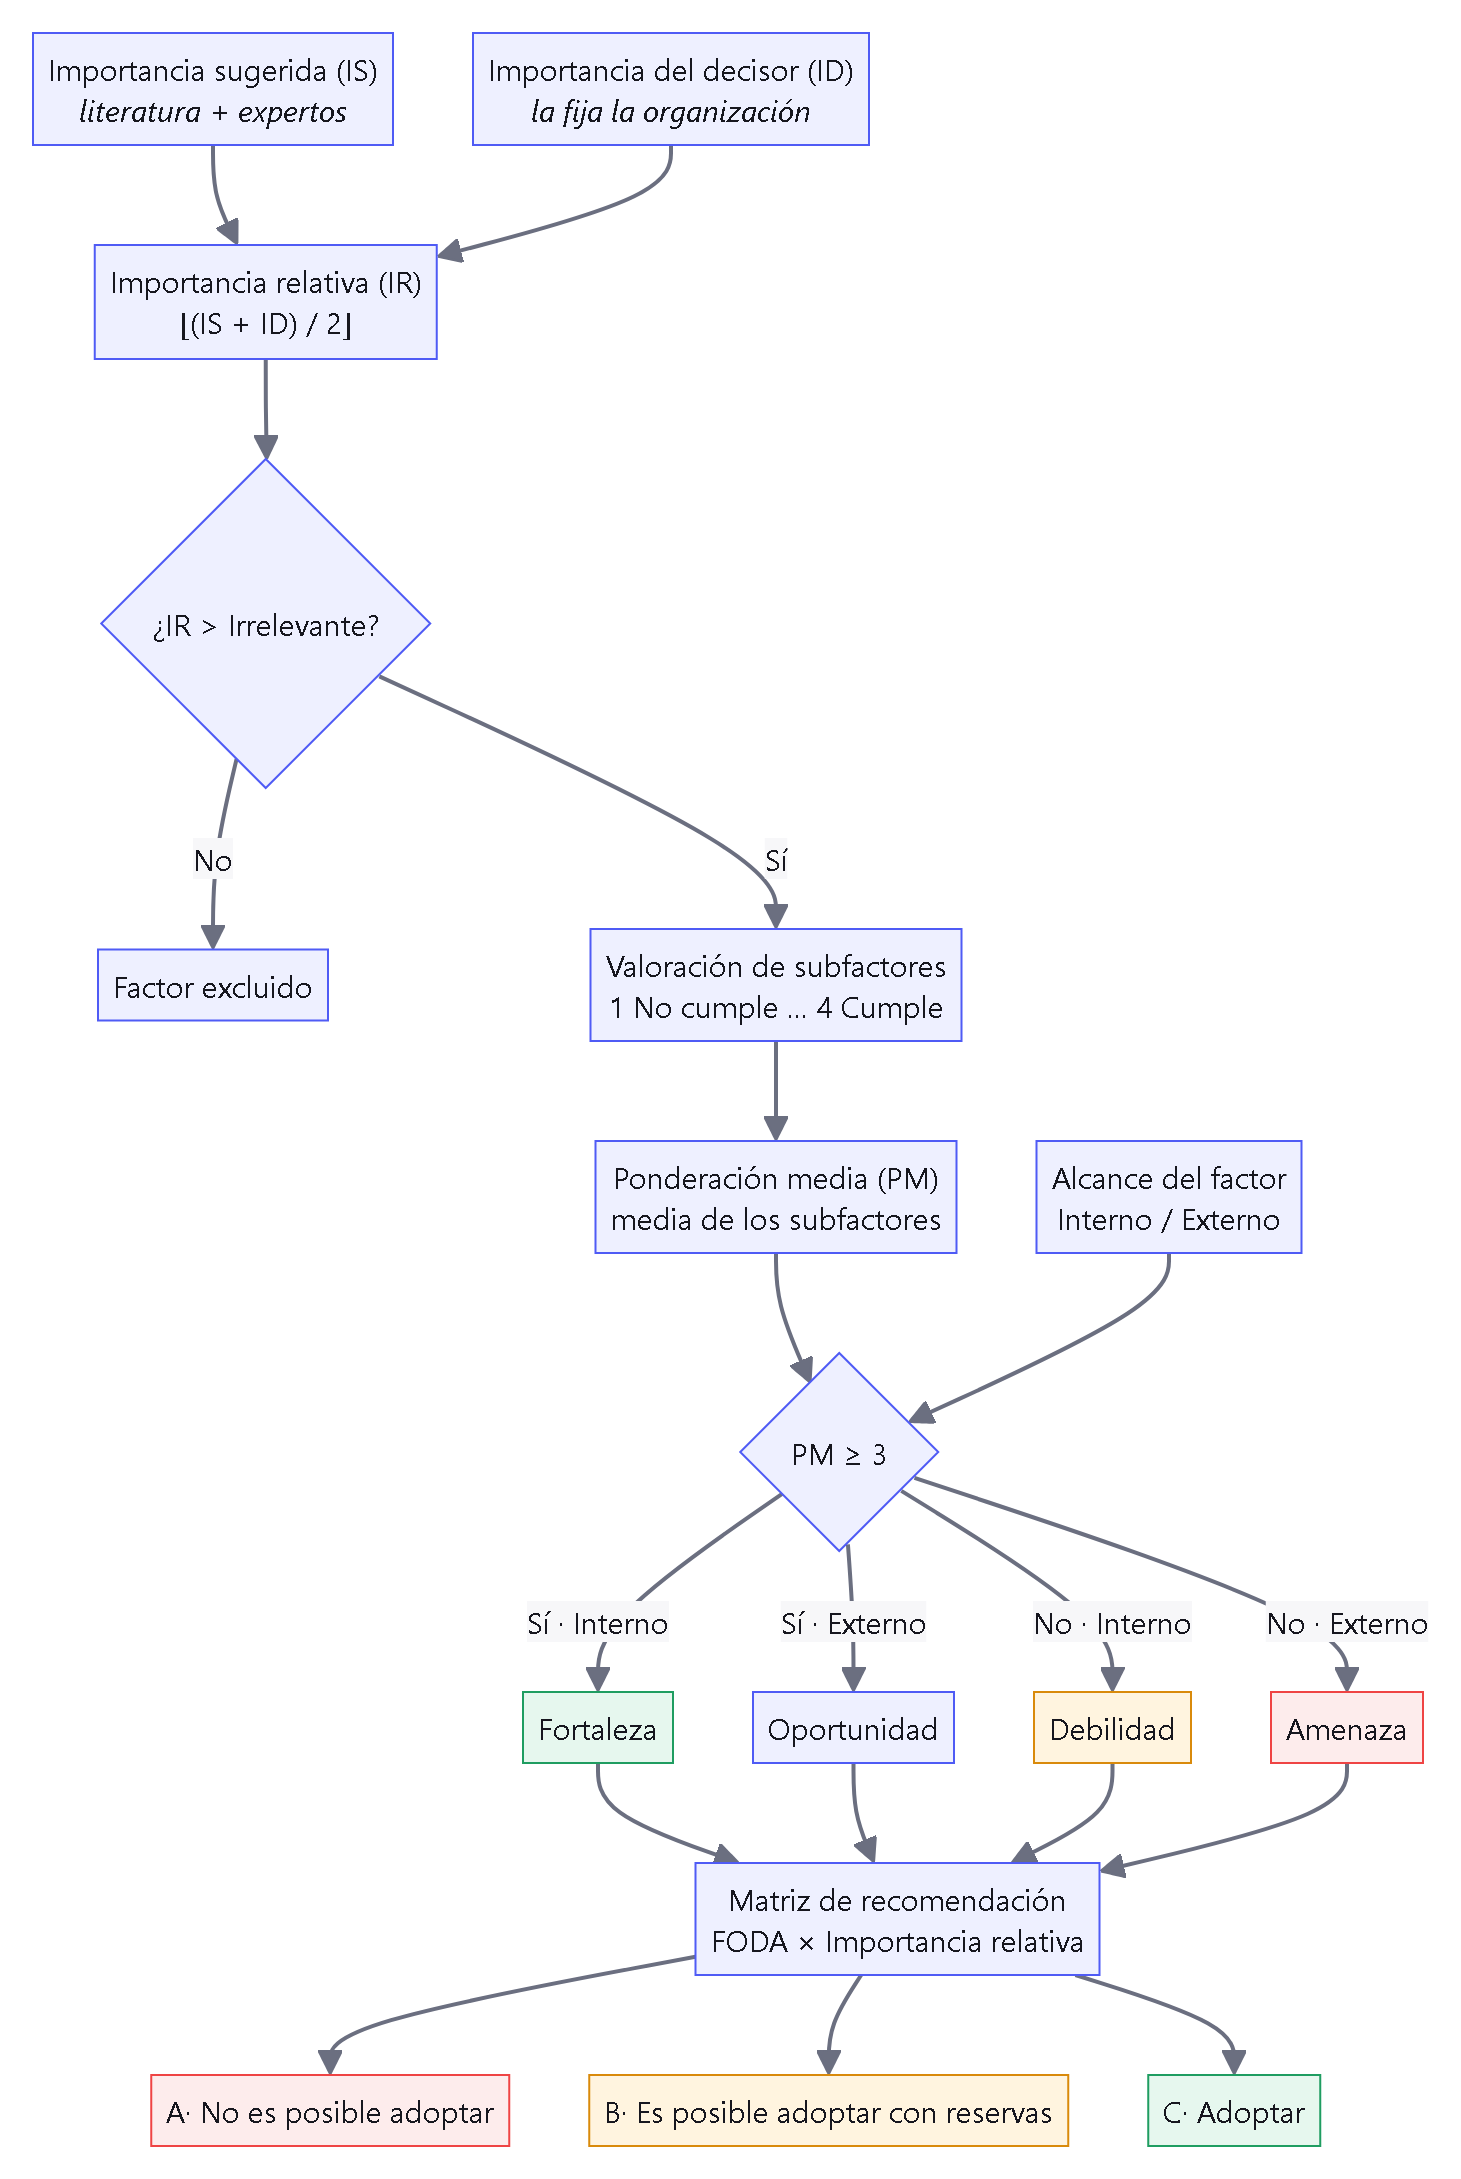 Importancia sugerida (IS)
literatura + expertos
Importancia del decisor (ID)
la fija la organización
Importancia relativa (IR)
⌊(IS + ID) / 2⌋
¿IR > Irrelevante?
No
Sí
Factor excluido
Valoración de subfactores
1 No cumple ... 4 Cumple
Ponderación media (PM)
media de los subfactores
Alcance del factor
Interno / Externo
PM ≥ 3
Sí · Interno
Sí · Externo
No · Interno
No · Externo
Fortaleza
Oportunidad
Debilidad
Amenaza
Matriz de recomendación
FODA × Importancia relativa
A· No es posible adoptar
B· Es posible adoptar con reservas
C· Adoptar